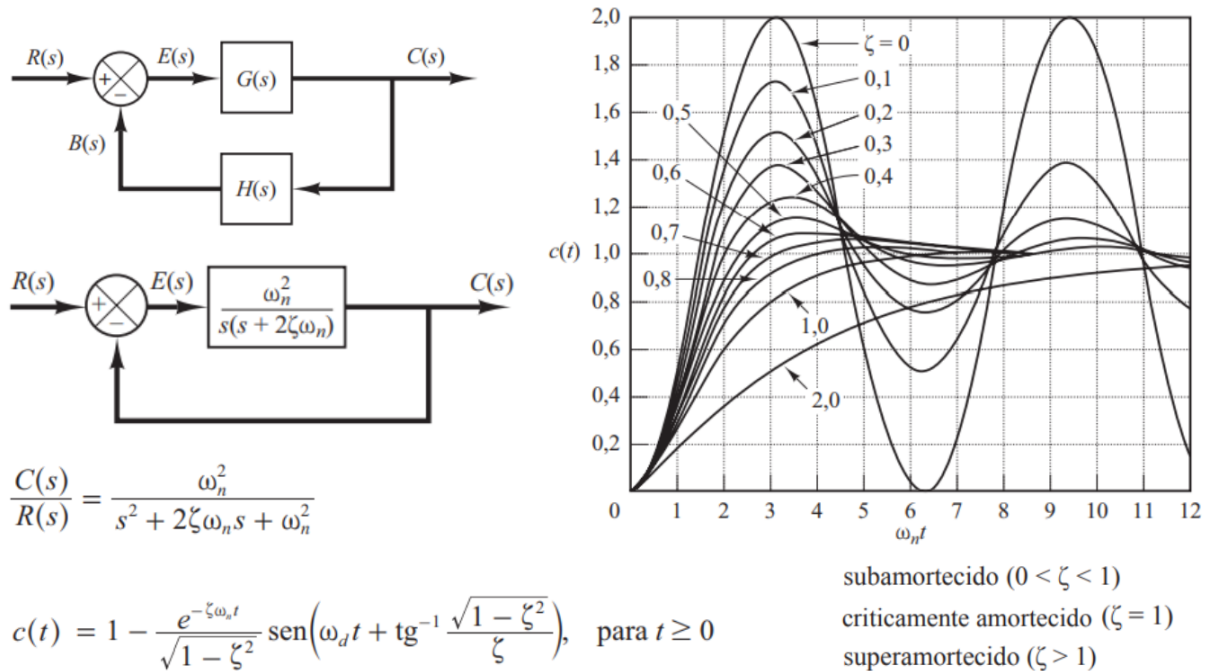 R(s)
+
−
E(s)
G(s)
C(s)
B(s)
H(s)
R(s)
+
−
E(s)
ω_n^2
s(s + 2ζω_n)
C(s)
C(s)/R(s) = ω_n^2/(s^2 + 2ζω_n s + ω_n^2)
c(t) = 1 − e^{−ζω_n t}/√(1 − ζ^2) sen(ω_d t + tg^{−1} √(1 − ζ^2)/ζ), para t ≥ 0
2,0
1,8
1,6
1,4
1,2
c(t)
1,0
0,8
0,6
0,4
0,2
0
ζ = 0
0,1
0,2
0,3
0,4
0,5
0,6
0,7
0,8
1,0
2,0
1 2 3 4 5 6 7 8 9 10 11 12
ω_n t
subamortecido (0 < ζ < 1)
criticamente amortecido (ζ = 1)
superamortecido (ζ > 1)